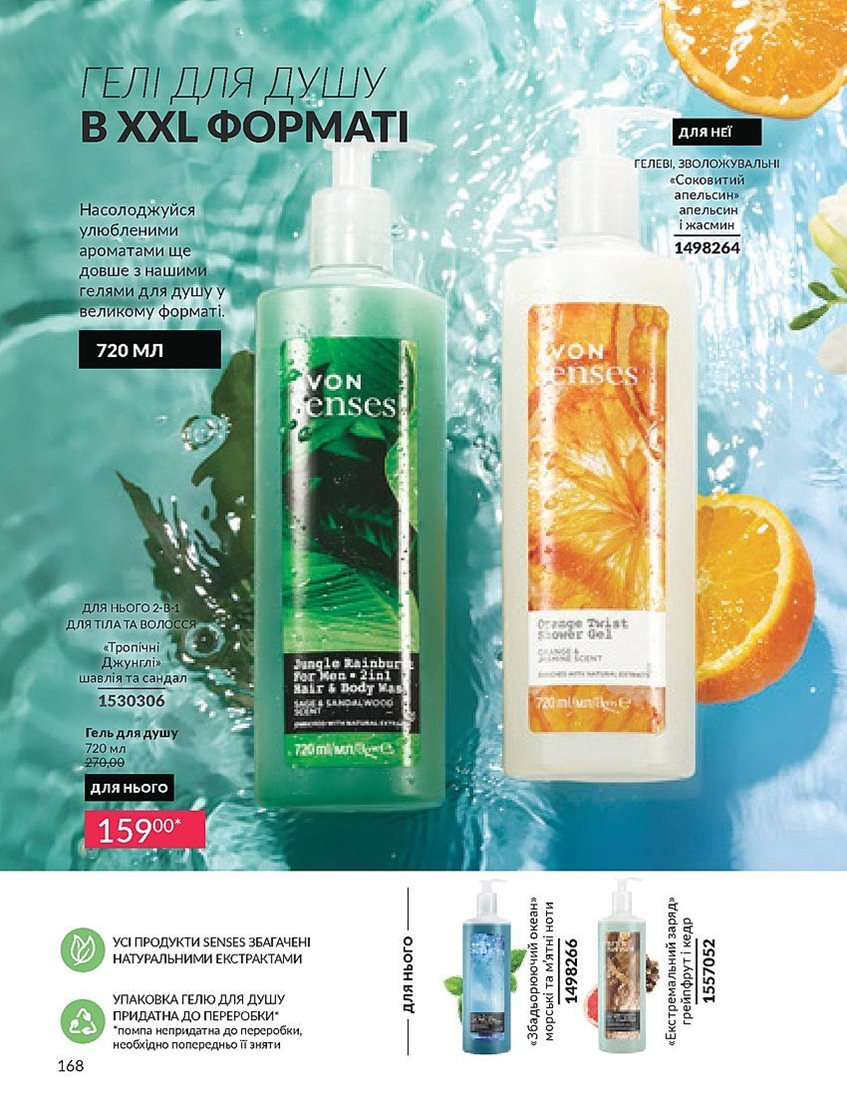 ГЕЛІ ДЛЯ ДУШУ
В XXL ФОРМАТІ
Насолоджуйся
улюбленими
ароматами ще
довше з нашими
гелями для душу у
великому форматі.
720 МЛ
ДЛЯ НЕЇ
ГЕЛЕВІ, ЗВОЛОЖУВАЛЬНІ
«Соковитий
апельсин»
апельсин
і жасмин
1498264
AVON
senses
Jungle Rainburst
For Men • 2in1
Hair & Body Wash
SAGE & SANDALWOOD
SCENT
ENRICHED WITH NATURAL EXTRACTS
720 ml/мл/
VON
senses
Orange Twist
Shower Gel
ORANGE &
JASMINE SCENT
ENRICHED WITH NATURAL EXTRACTS
720 ml/мл/
ДЛЯ НЬОГО 2-В-1
ДЛЯ ТІЛА ТА ВОЛОССЯ
«Тропічні
Джунглі»
шавлія та сандал
1530306
Гель для душу
720 мл
270,00
ДЛЯ НЬОГО
15900*
УСІ ПРОДУКТИ SENSES ЗБАГАЧЕНІ
НАТУРАЛЬНИМИ ЕКСТРАКТАМИ
УПАКОВКА ГЕЛЮ ДЛЯ ДУШУ
ПРИДАТНА ДО ПЕРЕРОБКИ*
*помпа непридатна до переробки,
необхідно попередньо її зняти
ДЛЯ НЬОГО
«Збадьорюючий океан»
морські та м'ятні ноти
1498266
«Екстремальний заряд»
грейпфрут і кедр
1557052
168